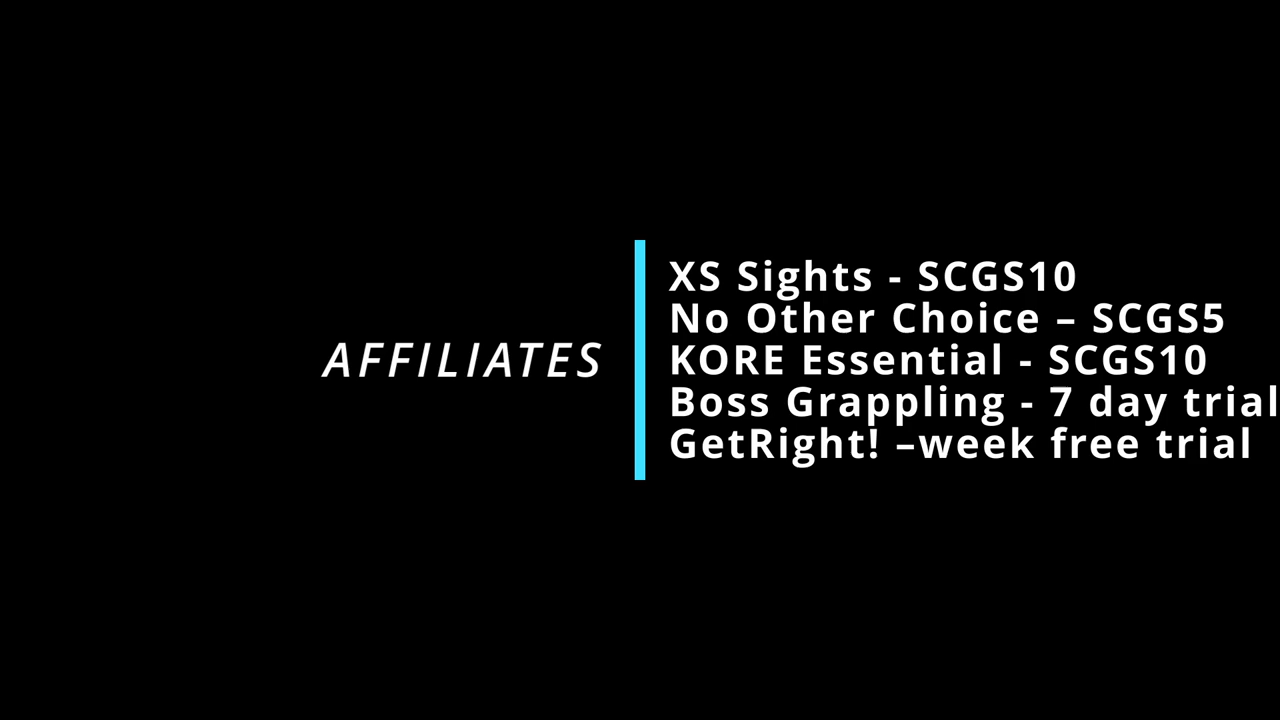 AFFILIATES
XS Sights - SCGS10
No Other Choice – SCGS5
KORE Essential - SCGS10
Boss Grappling - 7 day trial
GetRight! –week free trial